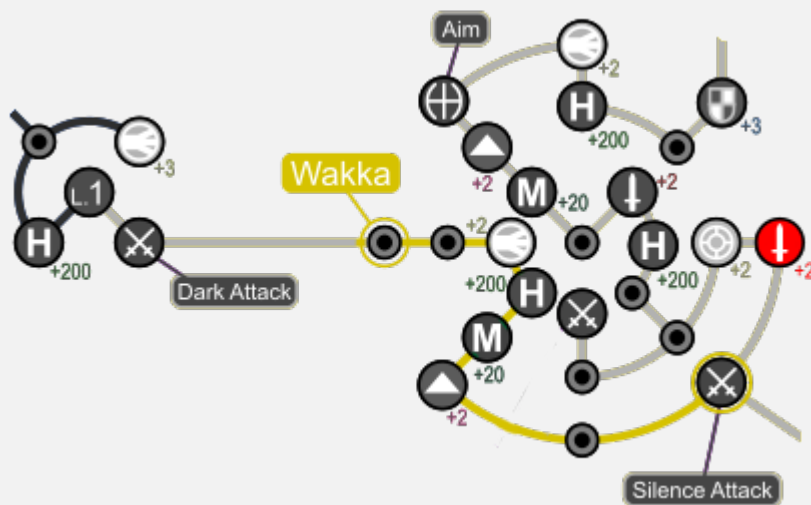 Aim
+2
H
+200
+3
+3
L.1
Wakka
+2
M
+20
+2
H
+200
+2
H
+200
+200
H
+2
+2
Dark Attack
M
+20
+2
Silence Attack